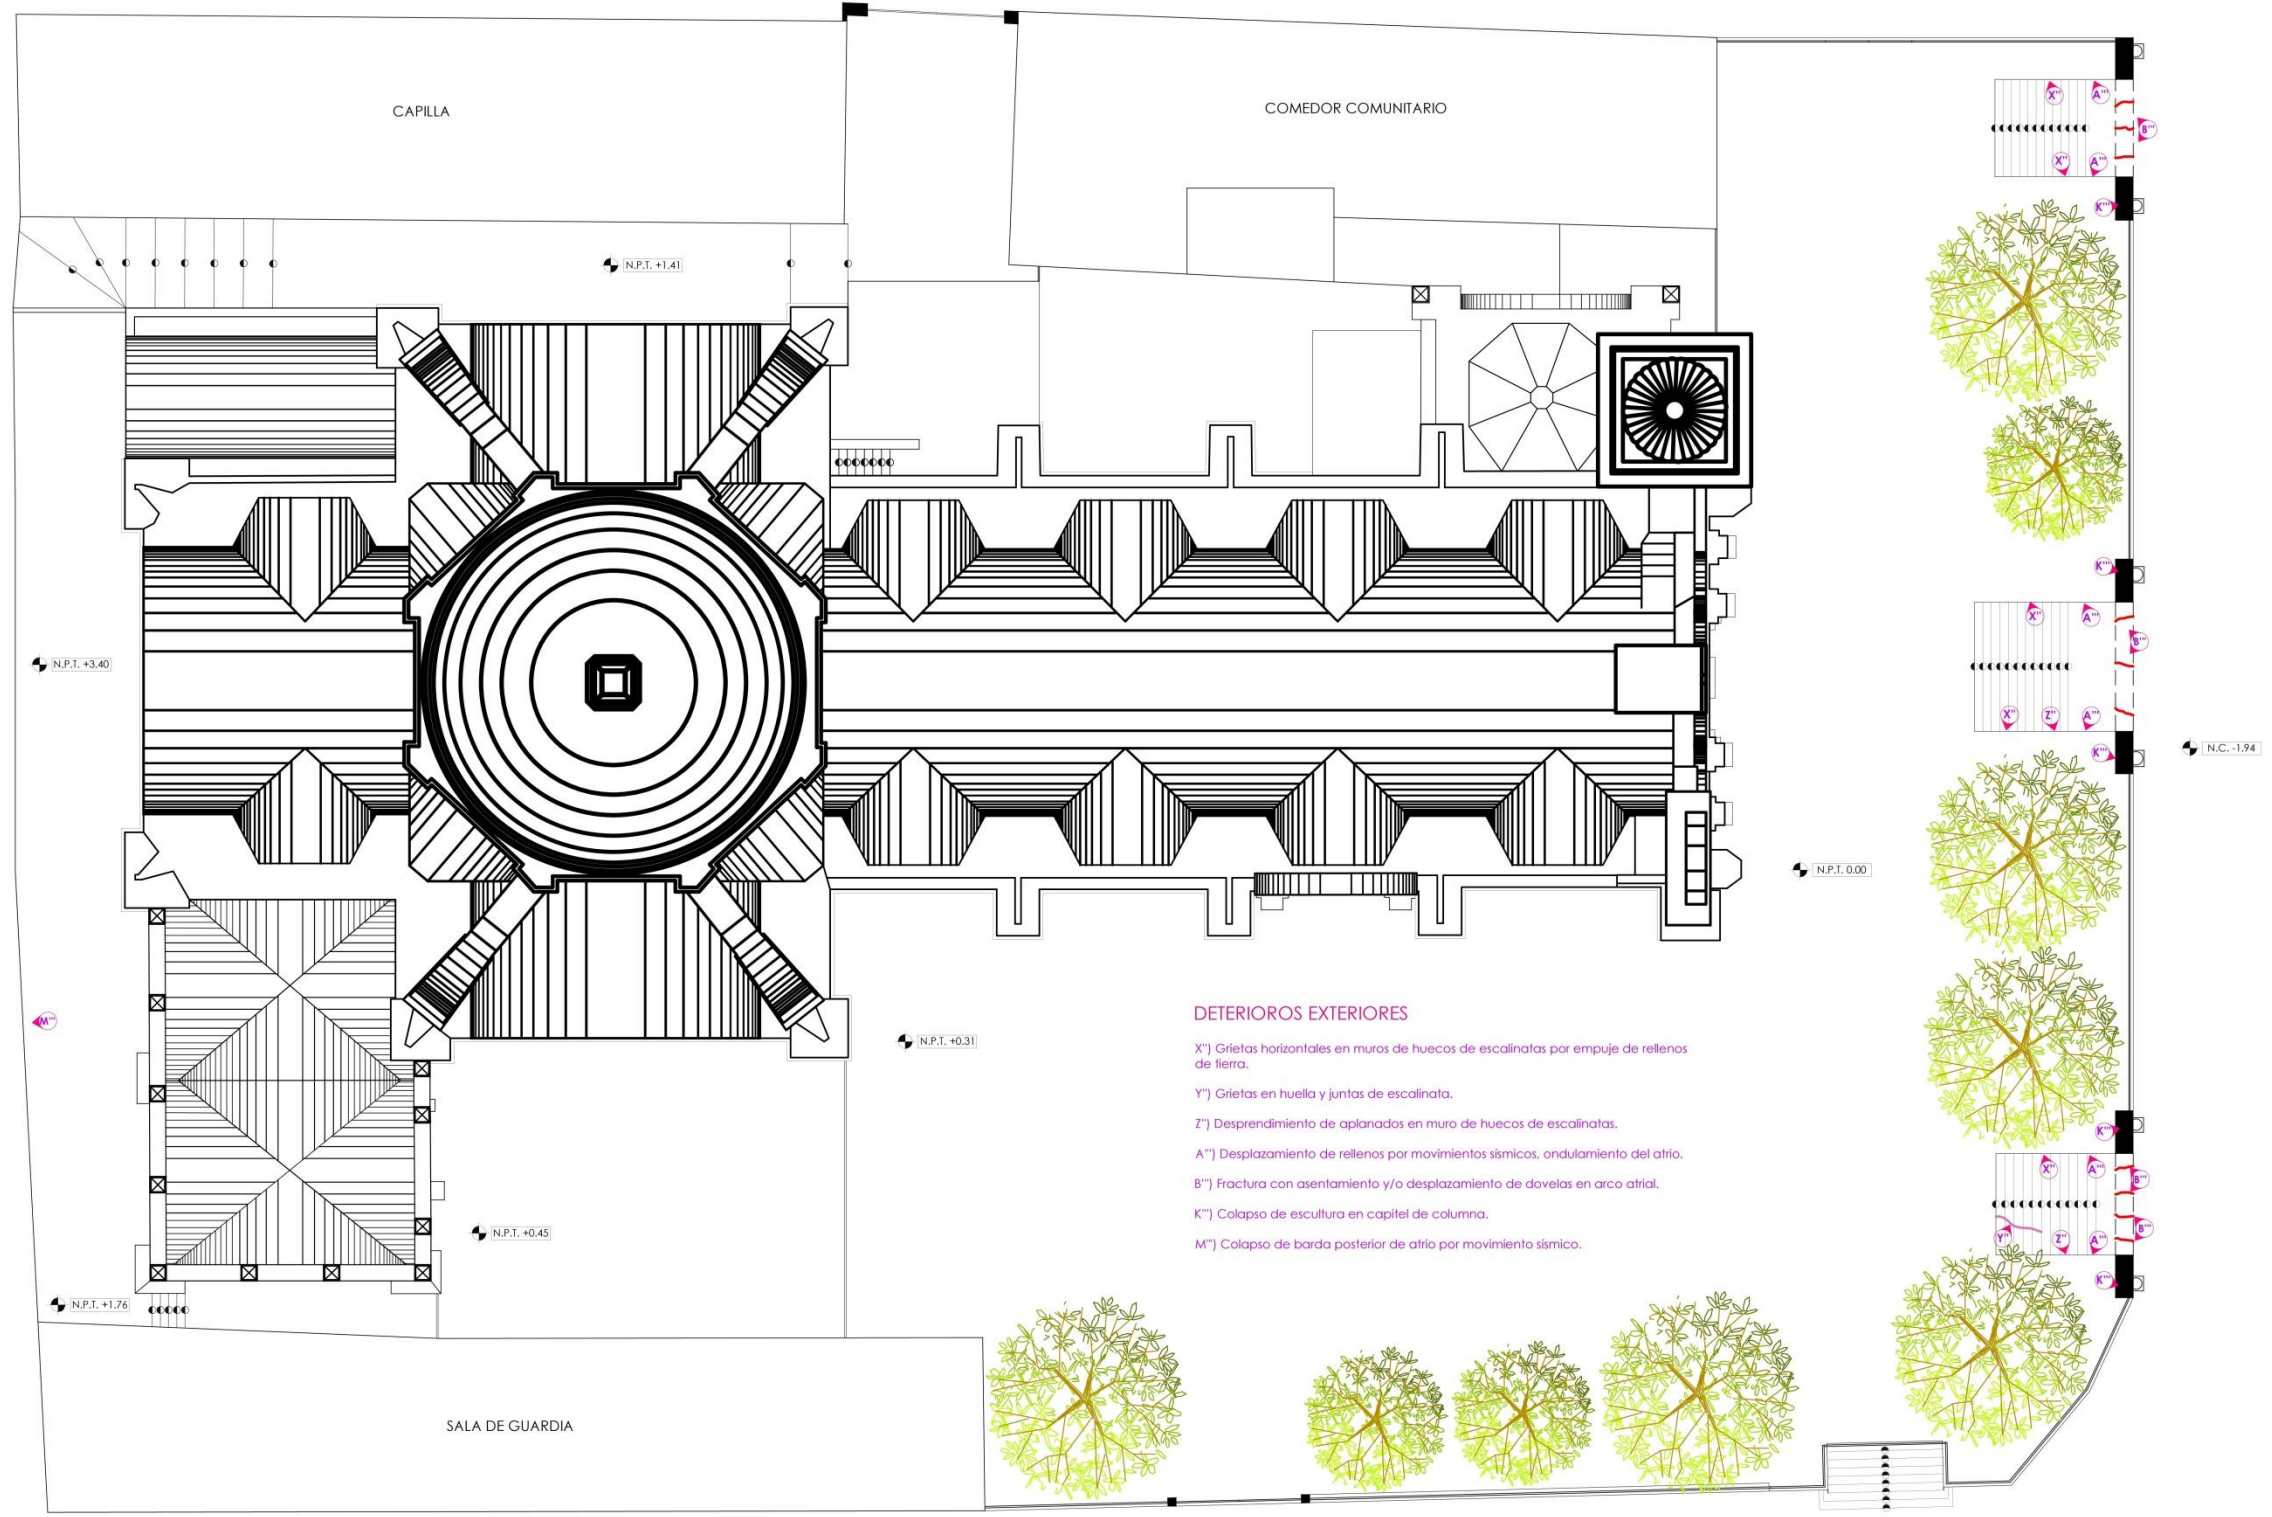 CAPILLA
COMEDOR COMUNITARIO
X" A'''
B'''
X" A'''
K'''
N.P.T. +1.41
K'''
X" A'''
B'''
N.P.T. +3.40
X" Z" A'''
N.C. -1.94
K'''
N.P.T. 0.00
DETERIOROS EXTERIORES
M'''
N.P.T. +0.31
X") Grietas horizontales en muros de huecos de escalinatas por empuje de rellenos
de tierra.
Y") Grietas en huella y juntas de escalinata.
Z") Desprendimiento de aplanados en muro de huecos de escalinatas.
A''') Desplazamiento de rellenos por movimientos sísmicos, ondulamiento del atrio.
B''') Fractura con asentamiento y/o desplazamiento de dovelas en arco atrial.
K''') Colapso de escultura en capitel de columna.
M''') Colapso de barda posterior de atrio por movimiento sísmico.
K'''
X" A'''
B'''
B'''
Y" Z" A'''
K'''
N.P.T. +0.45
N.P.T. +1.76
SALA DE GUARDIA